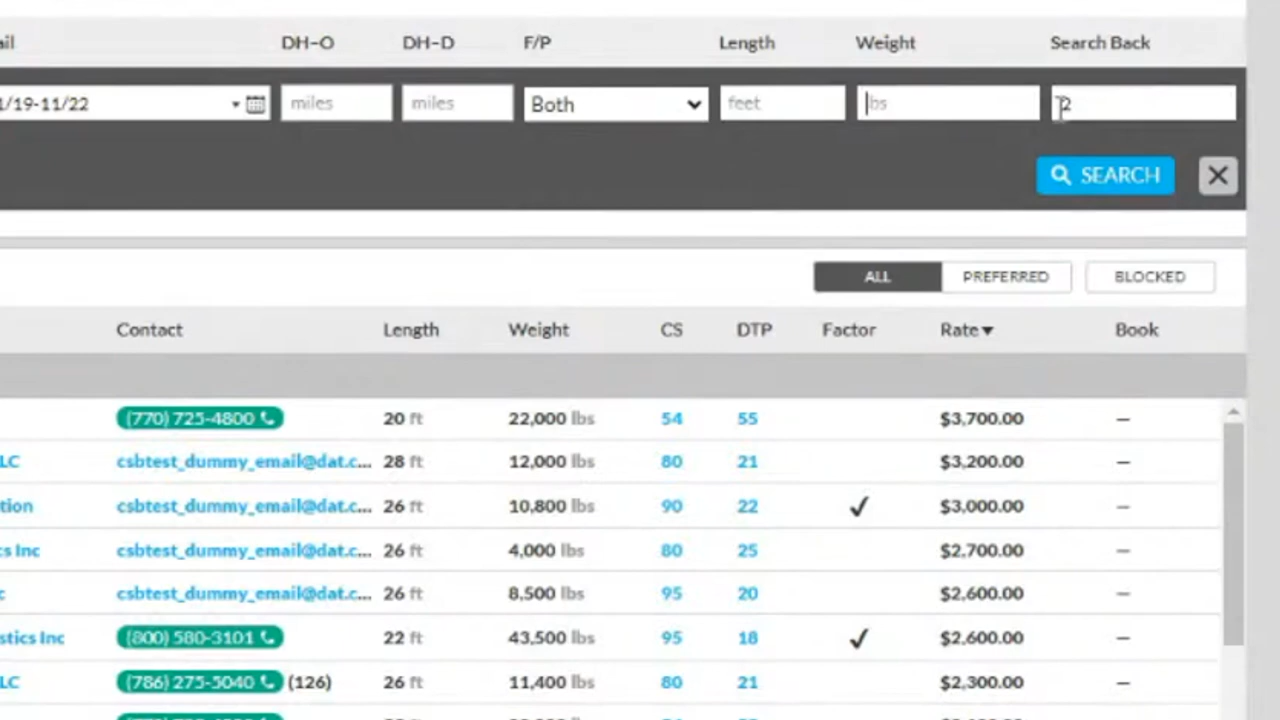 ail DH-O DH-D F/P Length Weight Search Back
1/19-11/22 miles miles Both feet lbs 2
SEARCH
ALL PREFERRED BLOCKED
Contact Length Weight CS DTP Factor Rate Book
(770) 725-4800 20 ft 22,000 lbs 54 55 $3,700.00 —
LC csbtest_dummy_email@dat.c... 28 ft 12,000 lbs 80 21 $3,200.00 —
tion csbtest_dummy_email@dat.c... 26 ft 10,800 lbs 90 22 ✓ $3,000.00 —
cs Inc csbtest_dummy_email@dat.c... 26 ft 4,000 lbs 80 25 $2,700.00 —
c csbtest_dummy_email@dat.c... 26 ft 8,500 lbs 95 20 $2,600.00 —
stics Inc (800) 580-3101 22 ft 43,500 lbs 95 18 ✓ $2,600.00 —
LC (786) 275-5040 (126) 26 ft 11,400 lbs 80 21 $2,300.00 —